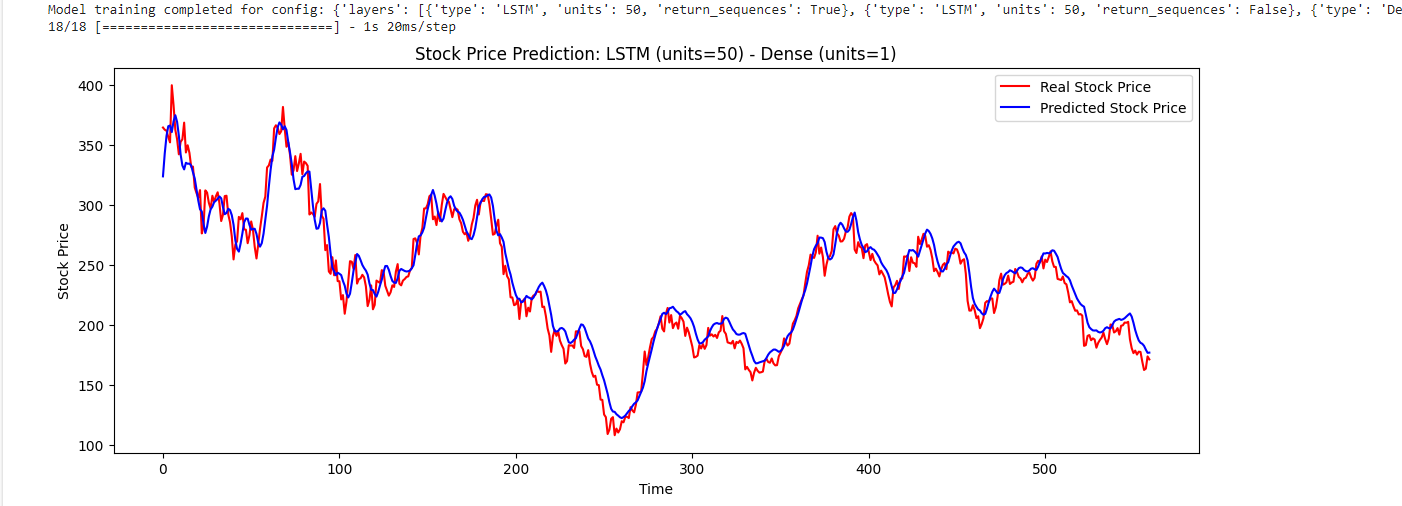 Model training completed for config: {'layers': [{'type': 'LSTM', 'units': 50, 'return_sequences': True}, {'type': 'LSTM', 'units': 50, 'return_sequences': False}, {'type': 'De
18/18 [==============================] - 1s 20ms/step
Stock Price Prediction: LSTM (units=50) - Dense (units=1)
Real Stock Price
Predicted Stock Price
Stock Price
400
350
300
250
200
150
100
0 100 200 300 400 500
Time